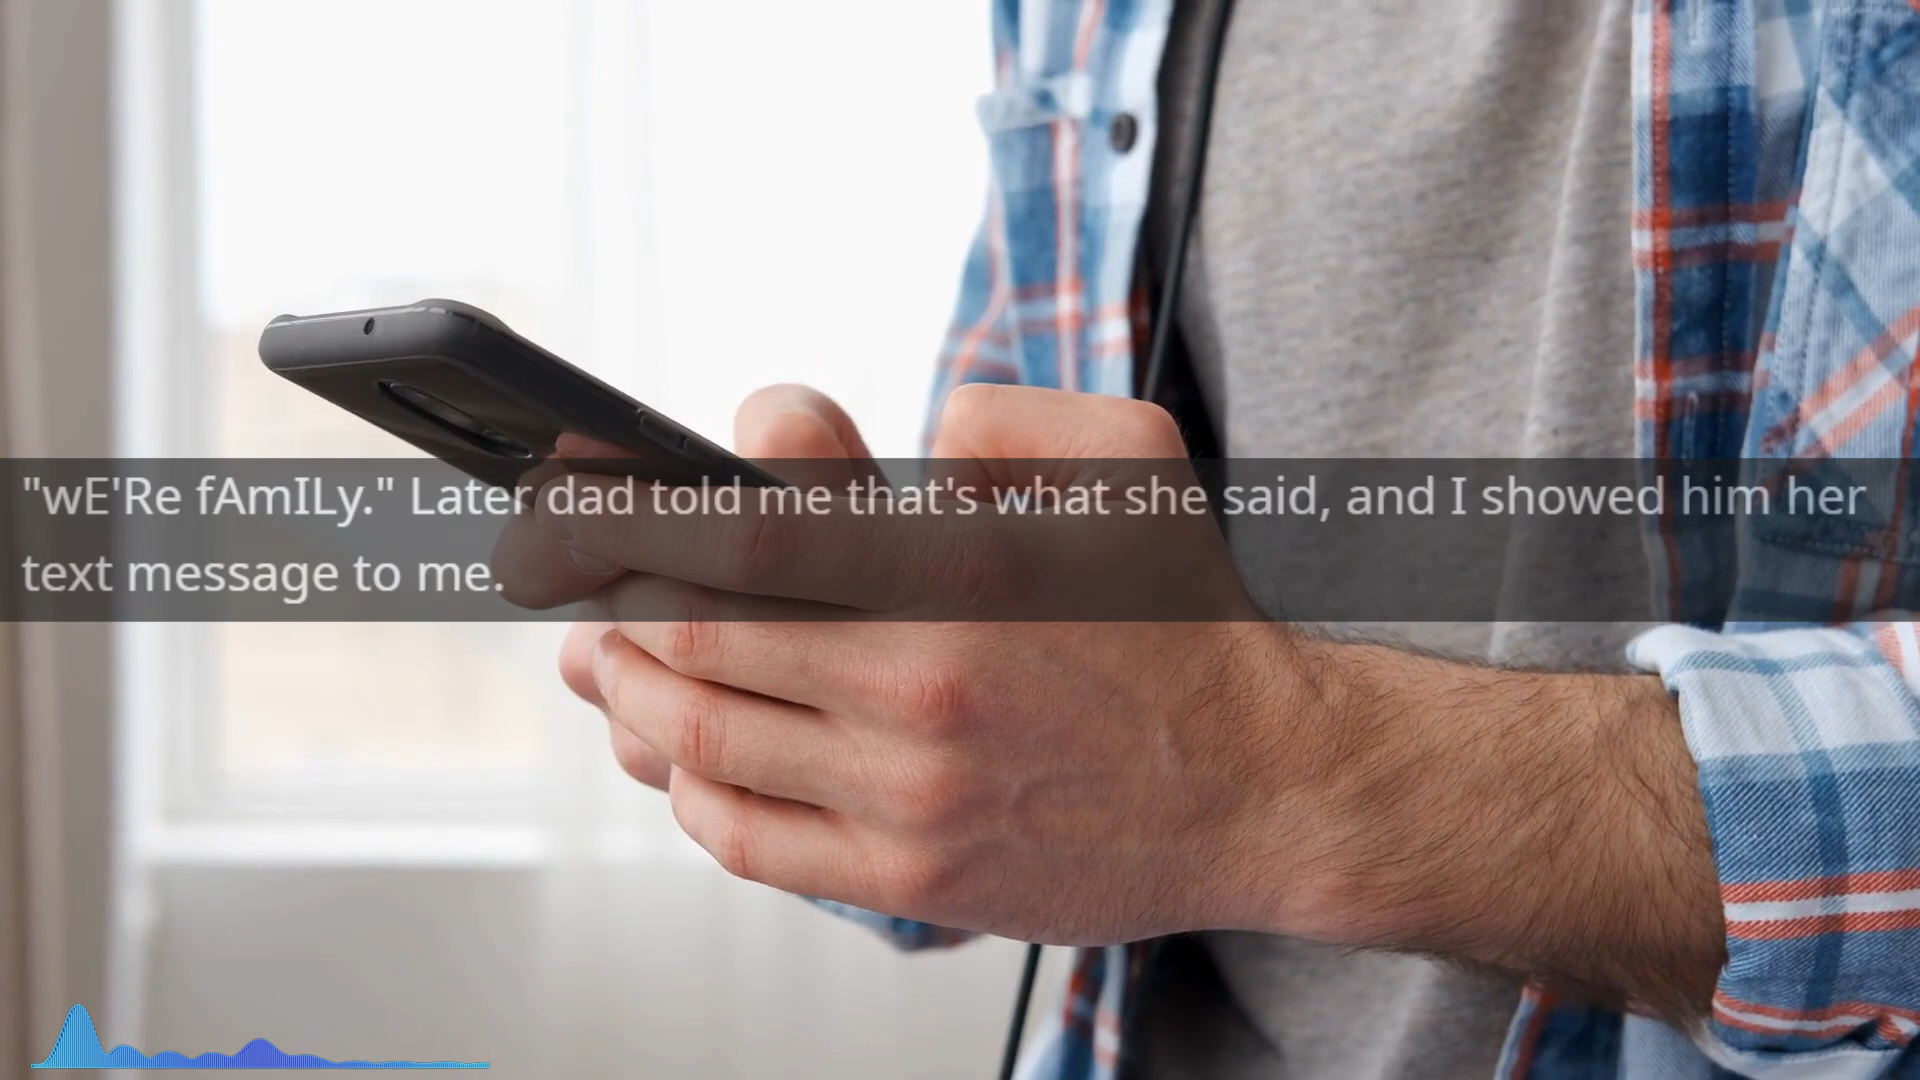 "wE'Re fAmILy." Later dad told me that's what she said, and I showed him her
text message to me.